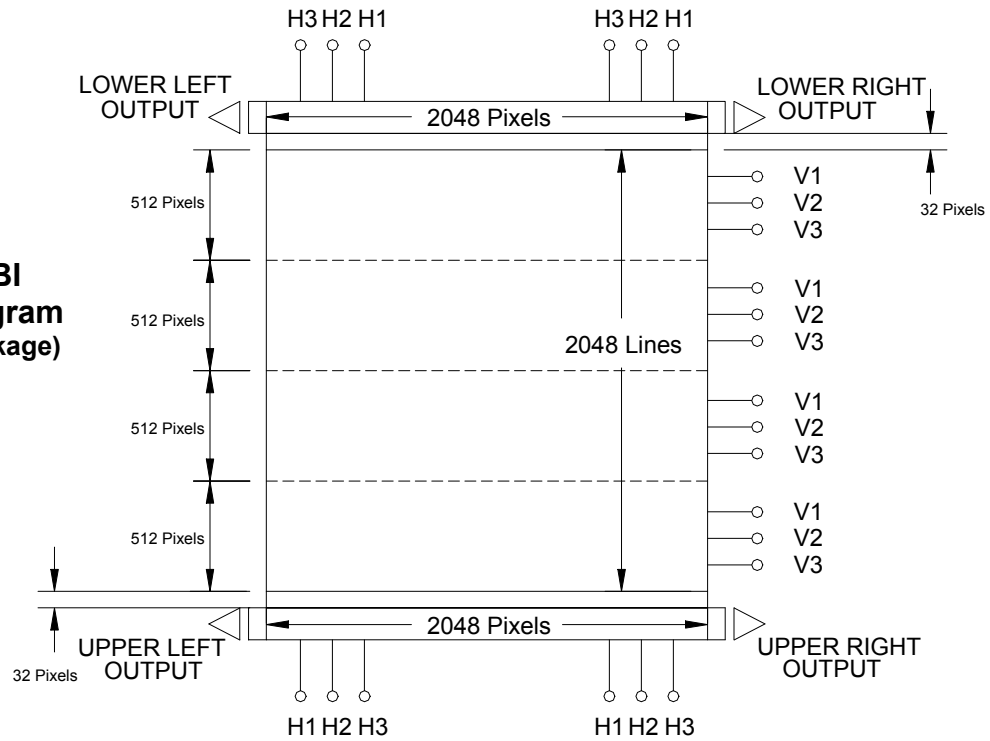 H3 H2 H1
H3 H2 H1
LOWER LEFT
OUTPUT
LOWER RIGHT
OUTPUT
2048 Pixels
512 Pixels
V1
V2
V3
32 Pixels
BI
gram
kage)
512 Pixels
V1
V2
V3
2048 Lines
512 Pixels
V1
V2
V3
512 Pixels
V1
V2
V3
2048 Pixels
UPPER LEFT
OUTPUT
UPPER RIGHT
OUTPUT
32 Pixels
H1 H2 H3
H1 H2 H3